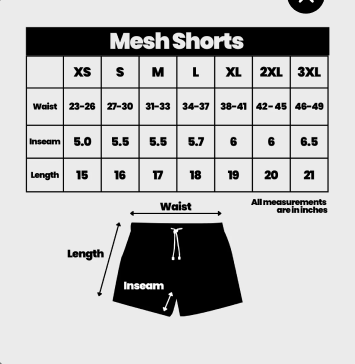 Mesh Shorts
XS S M L XL 2XL 3XL
Waist 23-26 27-30 31-33 34-37 38-41 42-45 46-49
Inseam 5.0 5.5 5.5 5.7 6 6 6.5
Length 15 16 17 18 19 20 21
All measurements
are in inches
Waist
Length
Inseam